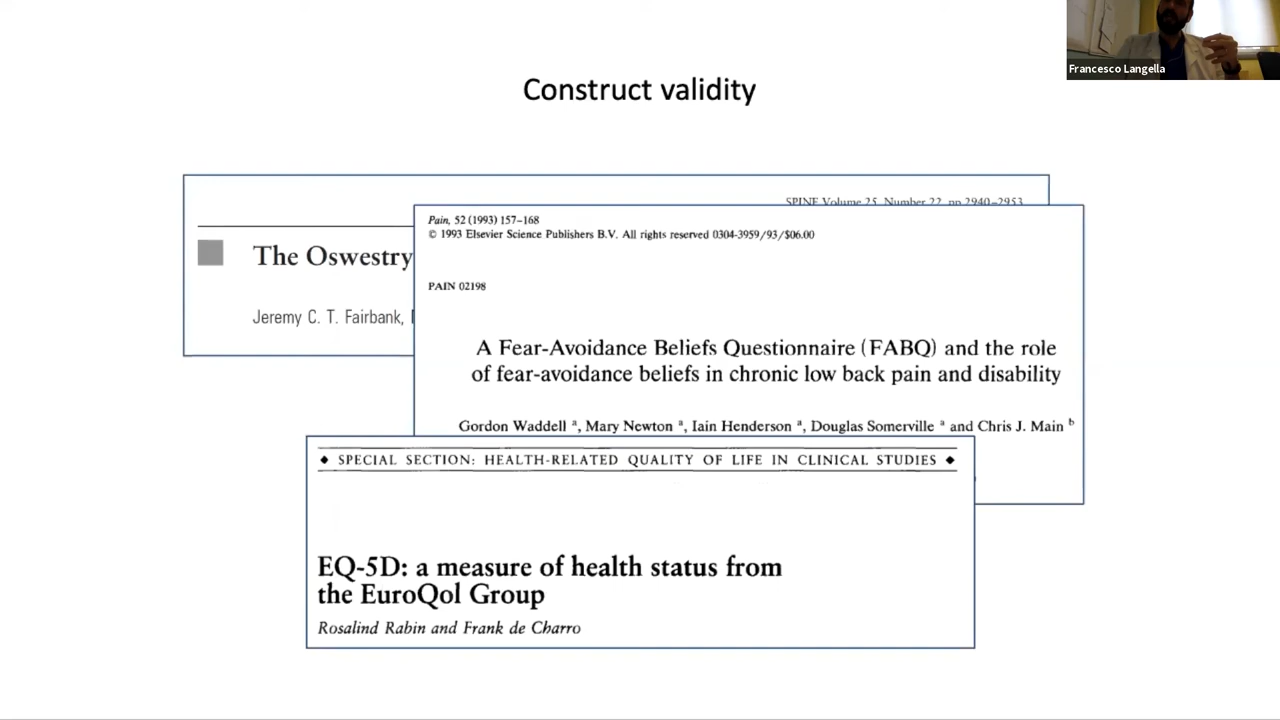 Francesco Langella
Construct validity
SPINE Volume 25, Number 22, pp 2940–2953
The Oswestry
Jeremy C. T. Fairbank,
Pain, 52 (1993) 157–168
© 1993 Elsevier Science Publishers B.V. All rights reserved 0304-3959/93/$06.00
PAIN 02198
A Fear-Avoidance Beliefs Questionnaire (FABQ) and the role
of fear-avoidance beliefs in chronic low back pain and disability
Gordon Waddell a, Mary Newton a, Iain Henderson a, Douglas Somerville a and Chris J. Main b
◆ SPECIAL SECTION: HEALTH-RELATED QUALITY OF LIFE IN CLINICAL STUDIES ◆
EQ-5D: a measure of health status from
the EuroQol Group
Rosalind Rabin and Frank de Charro